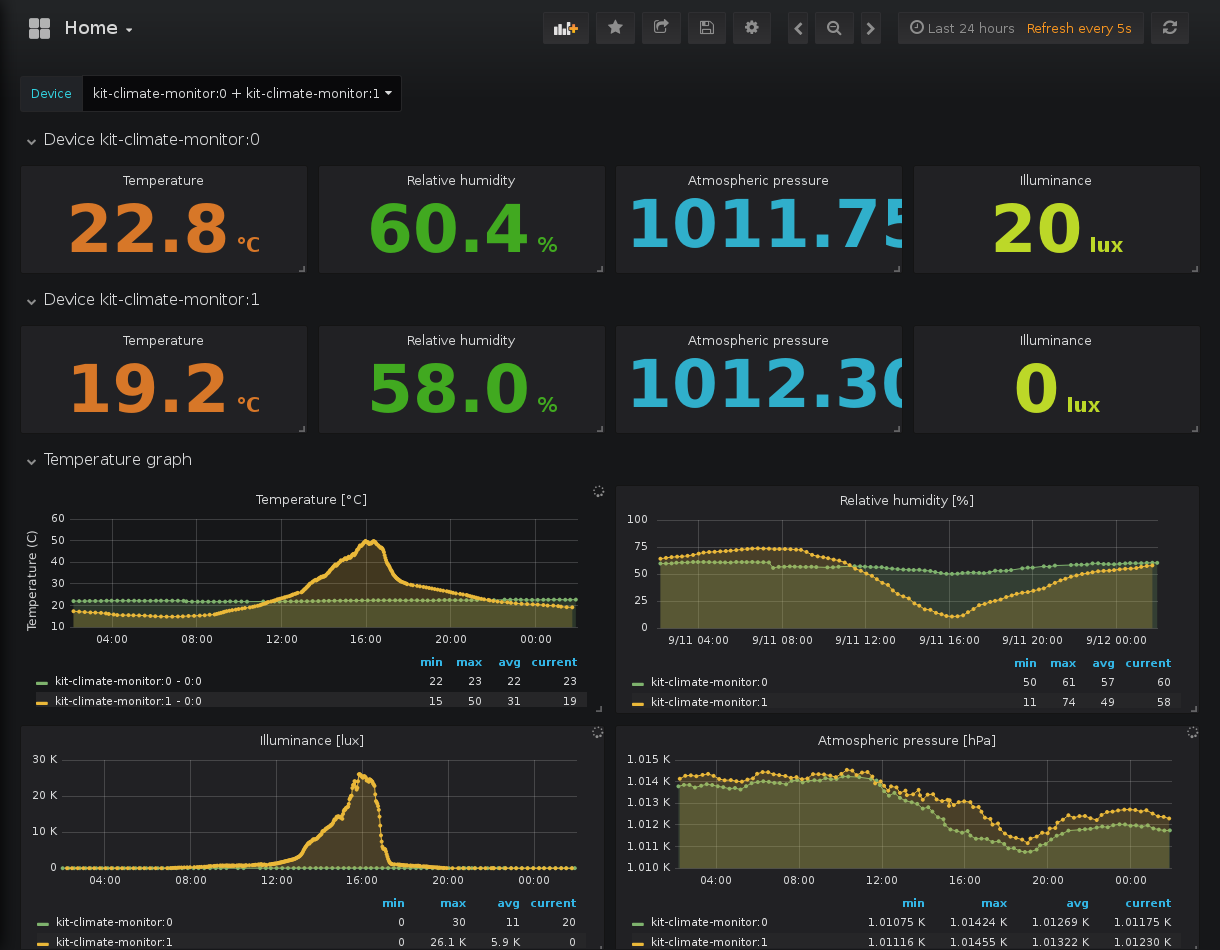 Home
Last 24 hours Refresh every 5s
Device kit-climate-monitor:0 + kit-climate-monitor:1
Device kit-climate-monitor:0
Temperature Relative humidity Atmospheric pressure Illuminance
22.8 °C 60.4 % 1011.75 20 lux
Device kit-climate-monitor:1
Temperature Relative humidity Atmospheric pressure Illuminance
19.2 °C 58.0 % 1012.30 0 lux
Temperature graph
Temperature [°C]
Temperature (C)
60
50
40
30
20
10
04:00 08:00 12:00 16:00 20:00 00:00
min max avg current
kit-climate-monitor:0 - 0:0 22 23 22 23
kit-climate-monitor:1 - 0:0 15 50 31 19
Relative humidity [%]
100
75
50
25
0
9/11 04:00 9/11 08:00 9/11 12:00 9/11 16:00 9/11 20:00 9/12 00:00
min max avg current
kit-climate-monitor:0 50 61 57 60
kit-climate-monitor:1 11 74 49 58
Illuminance [lux]
30 K
20 K
10 K
0
04:00 08:00 12:00 16:00 20:00 00:00
min max avg current
kit-climate-monitor:0 0 30 11 20
kit-climate-monitor:1 0 26.1 K 5.9 K 0
Atmospheric pressure [hPa]
1.015 K
1.014 K
1.013 K
1.012 K
1.011 K
1.010 K
04:00 08:00 12:00 16:00 20:00 00:00
min max avg current
kit-climate-monitor:0 1.01075 K 1.01424 K 1.01269 K 1.01175 K
kit-climate-monitor:1 1.01116 K 1.01455 K 1.01322 K 1.01230 K